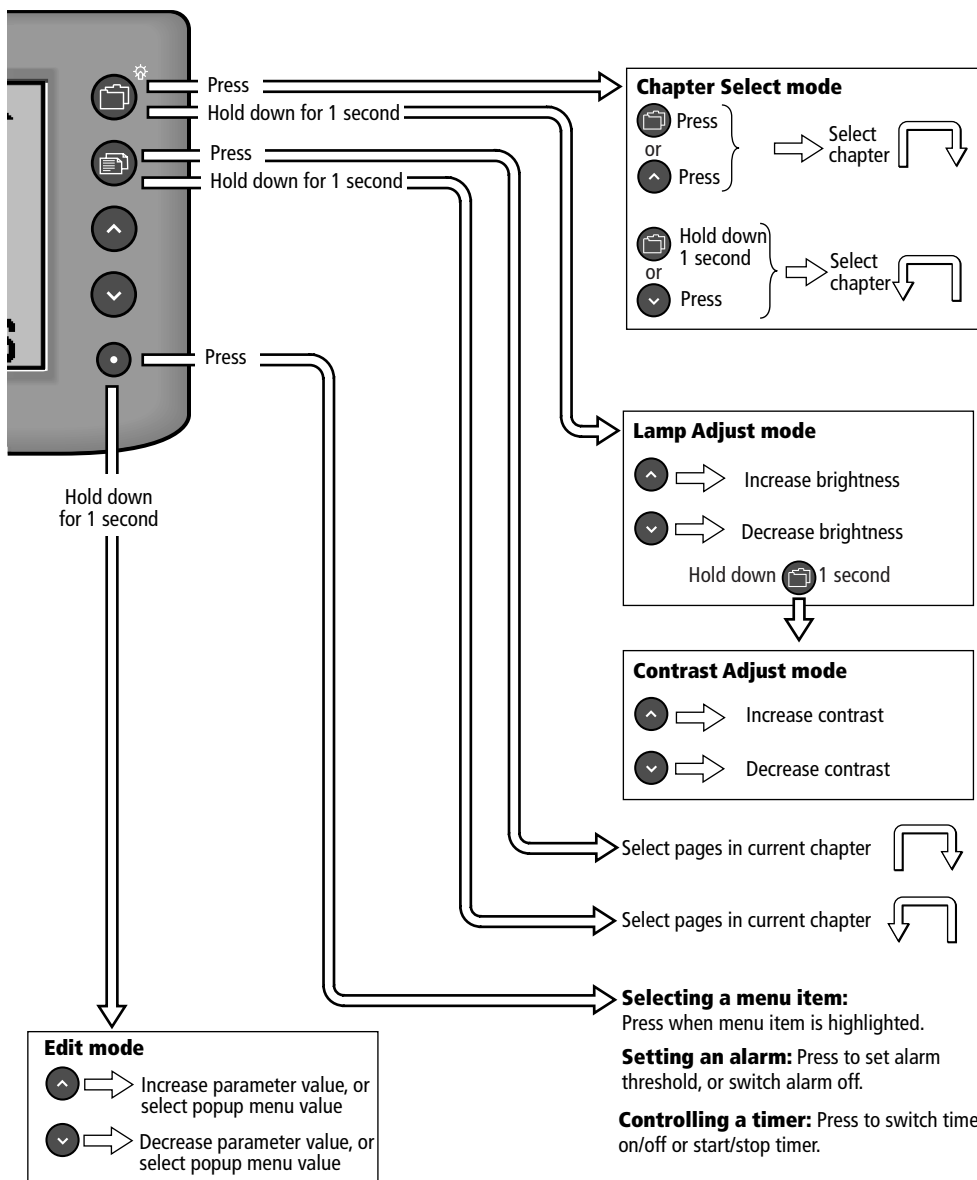 Press
Hold down for 1 second
Press
Hold down for 1 second
Press
Hold down
for 1 second
Chapter Select mode
Press
or
Press
Select
chapter
Hold down
1 second
or
Press
Select
chapter
Lamp Adjust mode
Increase brightness
Decrease brightness
Hold down 1 second
Contrast Adjust mode
Increase contrast
Decrease contrast
Select pages in current chapter
Select pages in current chapter
Selecting a menu item:
Press when menu item is highlighted.
Setting an alarm: Press to set alarm
threshold, or switch alarm off.
Controlling a timer: Press to switch time
on/off or start/stop timer.
Edit mode
Increase parameter value, or
select popup menu value
Decrease parameter value, or
select popup menu value